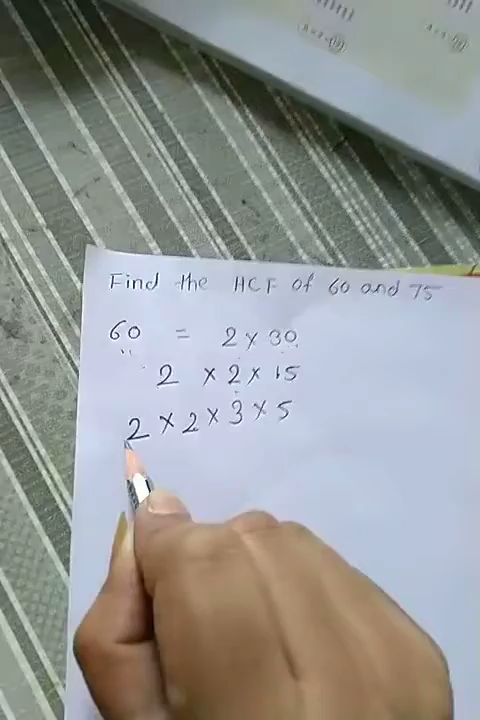 Find the HCF of 60 and 75
60 = 2 × 30
2 × 2 × 15
2 × 2 × 3 × 5